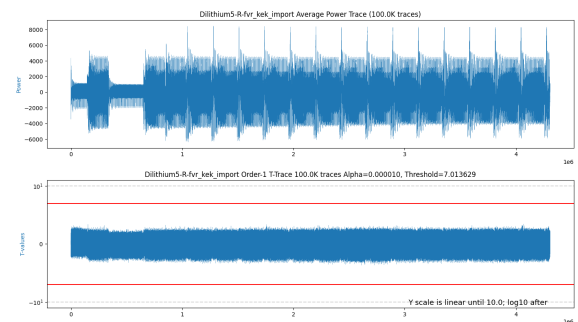 Dilithium5-R-fvr_kek_import Average Power Trace (100.0K traces)
8000
6000
4000
2000
0
−2000
−4000
−6000
Power
0 1 2 3 4
1e6
Dilithium5-R-fvr_kek_import Order-1 T-Trace 100.0K traces Alpha=0.000010, Threshold=7.013629
10¹
0
−10¹
T-values
Y scale is linear until 10.0; log10 after
0 1 2 3 4
1e6